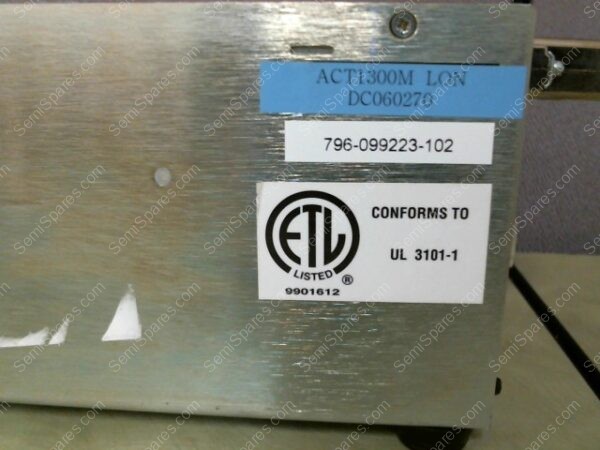 ACT1300M LON
DC060270
796-099223-102
ETL
LISTED
®
9901612
CONFORMS TO
UL 3101-1
SemiSpares.com